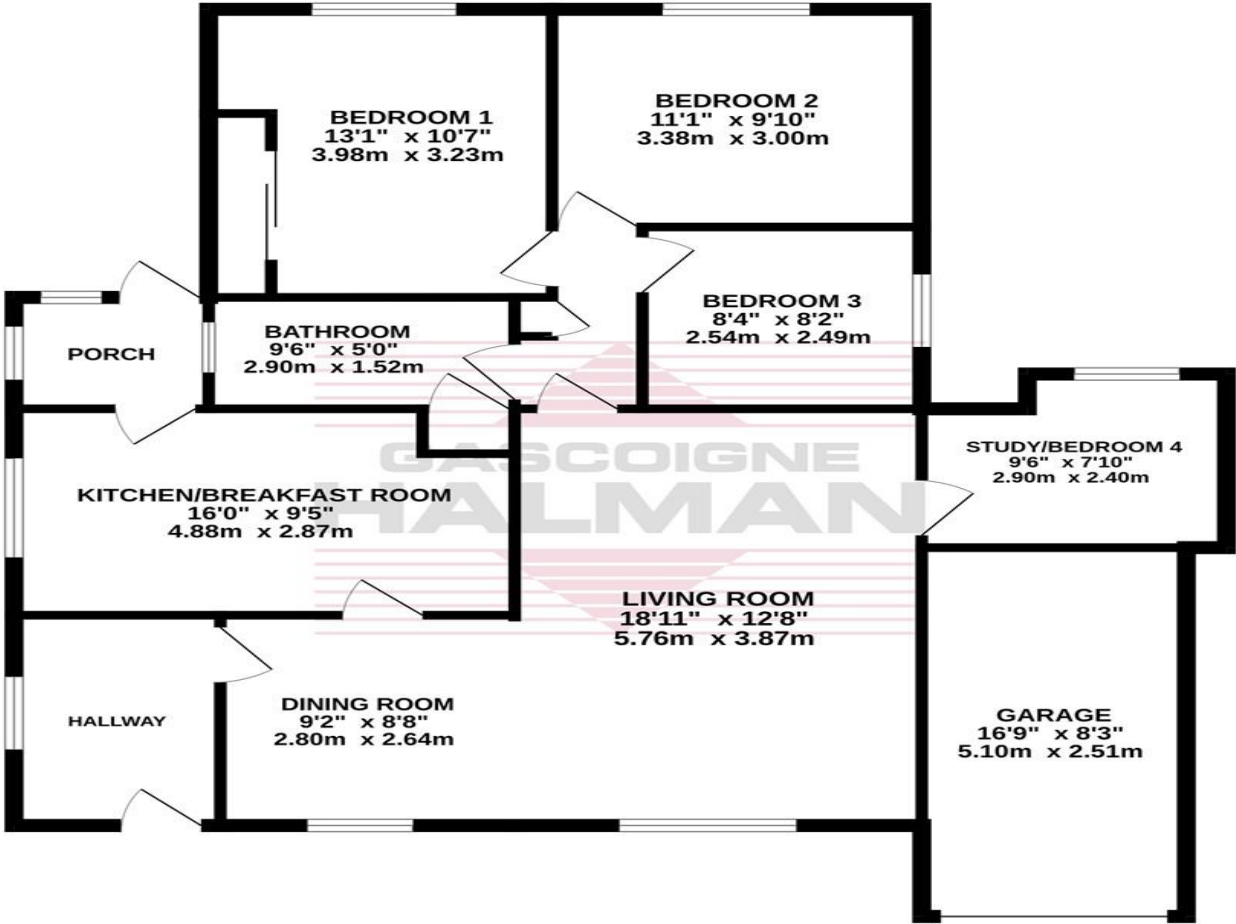 BEDROOM 1
13'1" x 10'7"
3.98m x 3.23m
BEDROOM 2
11'1" x 9'10"
3.38m x 3.00m
BEDROOM 3
8'4" x 8'2"
2.54m x 2.49m
BATHROOM
9'6" x 5'0"
2.90m x 1.52m
PORCH
STUDY/BEDROOM 4
9'6" x 7'10"
2.90m x 2.40m
GASCOIGNE
HALMAN
KITCHEN/BREAKFAST ROOM
16'0" x 9'5"
4.88m x 2.87m
LIVING ROOM
18'11" x 12'8"
5.76m x 3.87m
DINING ROOM
9'2" x 8'8"
2.80m x 2.64m
HALLWAY
GARAGE
16'9" x 8'3"
5.10m x 2.51m